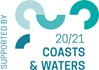 SUPPORTED BY
20/21
COASTS
& WATERS